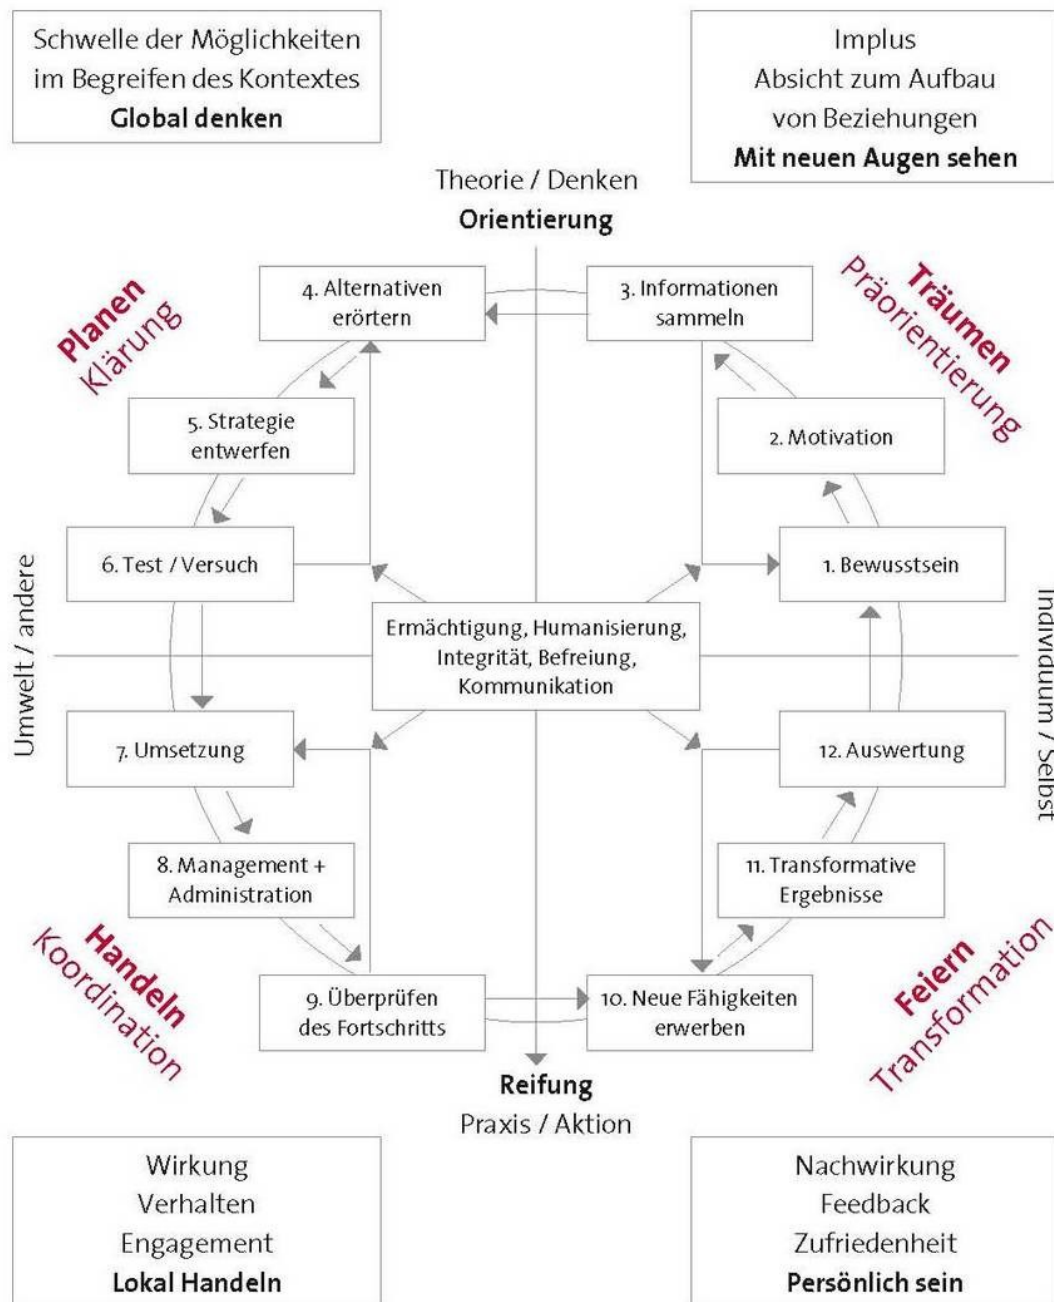 Schwelle der Möglichkeiten
im Begreifen des Kontextes
Global denken
Implus
Absicht zum Aufbau
von Beziehungen
Mit neuen Augen sehen
Theorie / Denken
Orientierung
Planen
Klärung
Träumen
Präorientierung
4. Alternativen
erörtern
3. Informationen
sammeln
5. Strategie
entwerfen
2. Motivation
6. Test / Versuch
1. Bewusstsein
Umwelt / andere
Ermächtigung, Humanisierung,
Integrität, Befreiung,
Kommunikation
Individuum / Selbst
7. Umsetzung
12. Auswertung
8. Management +
Administration
11. Transformative
Ergebnisse
9. Überprüfen
des Fortschritts
10. Neue Fähigkeiten
erwerben
Handeln
Koordination
Feiern
Transformation
Reifung
Praxis / Aktion
Wirkung
Verhalten
Engagement
Lokal Handeln
Nachwirkung
Feedback
Zufriedenheit
Persönlich sein